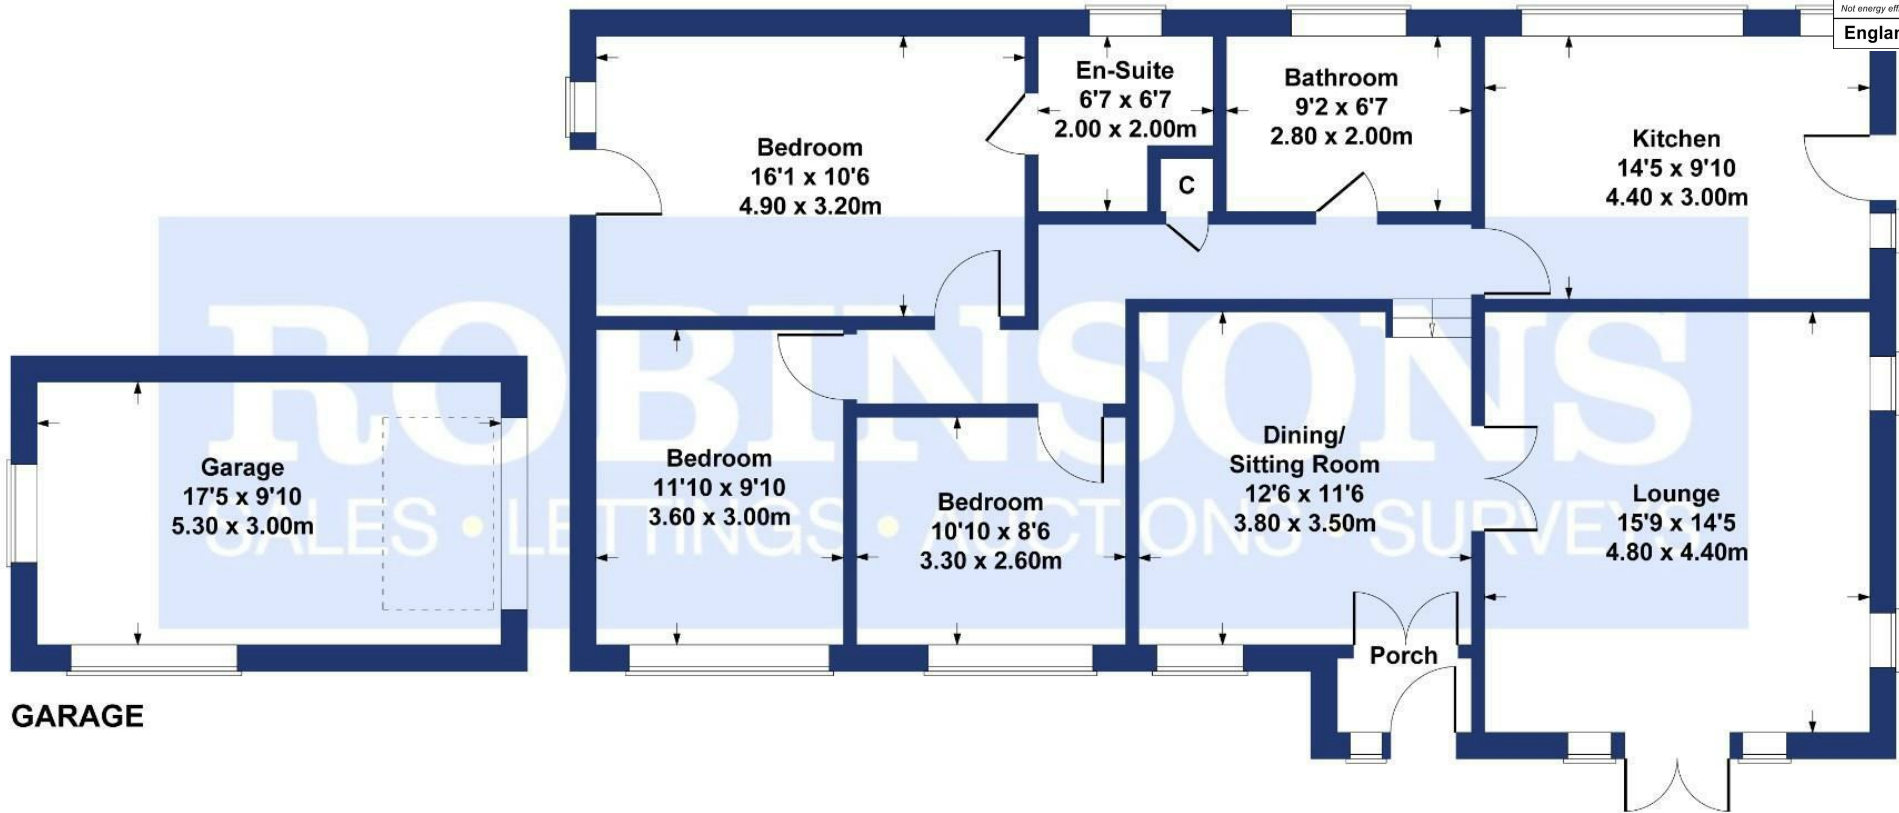 Not energy eff
Englan
En-Suite
6'7 x 6'7
2.00 x 2.00m
Bathroom
9'2 x 6'7
2.80 x 2.00m
Kitchen
14'5 x 9'10
4.40 x 3.00m
Bedroom
16'1 x 10'6
4.90 x 3.20m
C
ROBINSONS
SALES • LETTINGS • AUCTIONS • SURVEYS
Garage
17'5 x 9'10
5.30 x 3.00m
Bedroom
11'10 x 9'10
3.60 x 3.00m
Bedroom
10'10 x 8'6
3.30 x 2.60m
Dining/
Sitting Room
12'6 x 11'6
3.80 x 3.50m
Lounge
15'9 x 14'5
4.80 x 4.40m
Porch
GARAGE